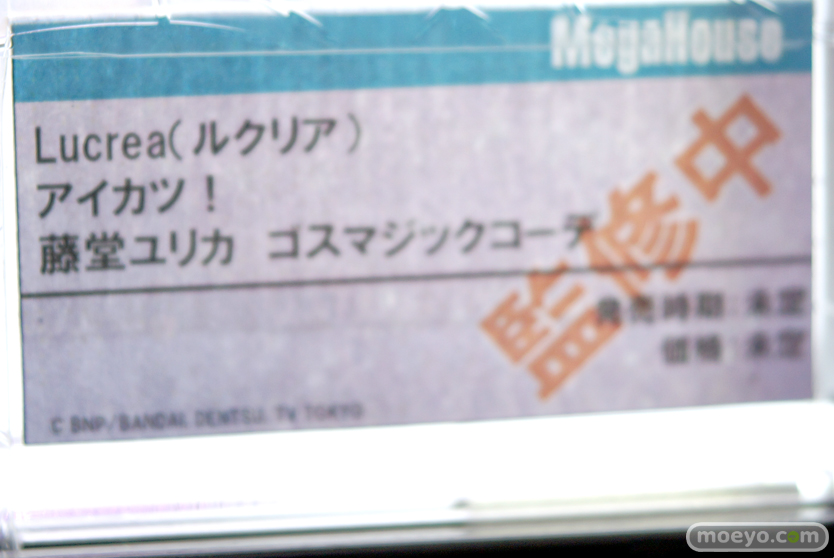 MegaHouse
Lucrea(ルクリア)
アイカツ！
藤堂ユリカ ゴスマジックコーデ
監修中
発売時期：未定
価格：未定
C BNP/BANDAI, DENTSU, TV TOKYO
moeyo.com